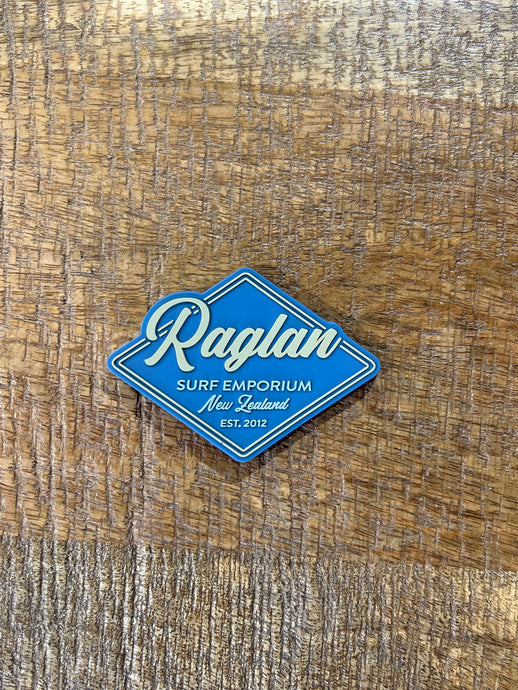 Raglan
SURF EMPORIUM
New Zealand
EST. 2012